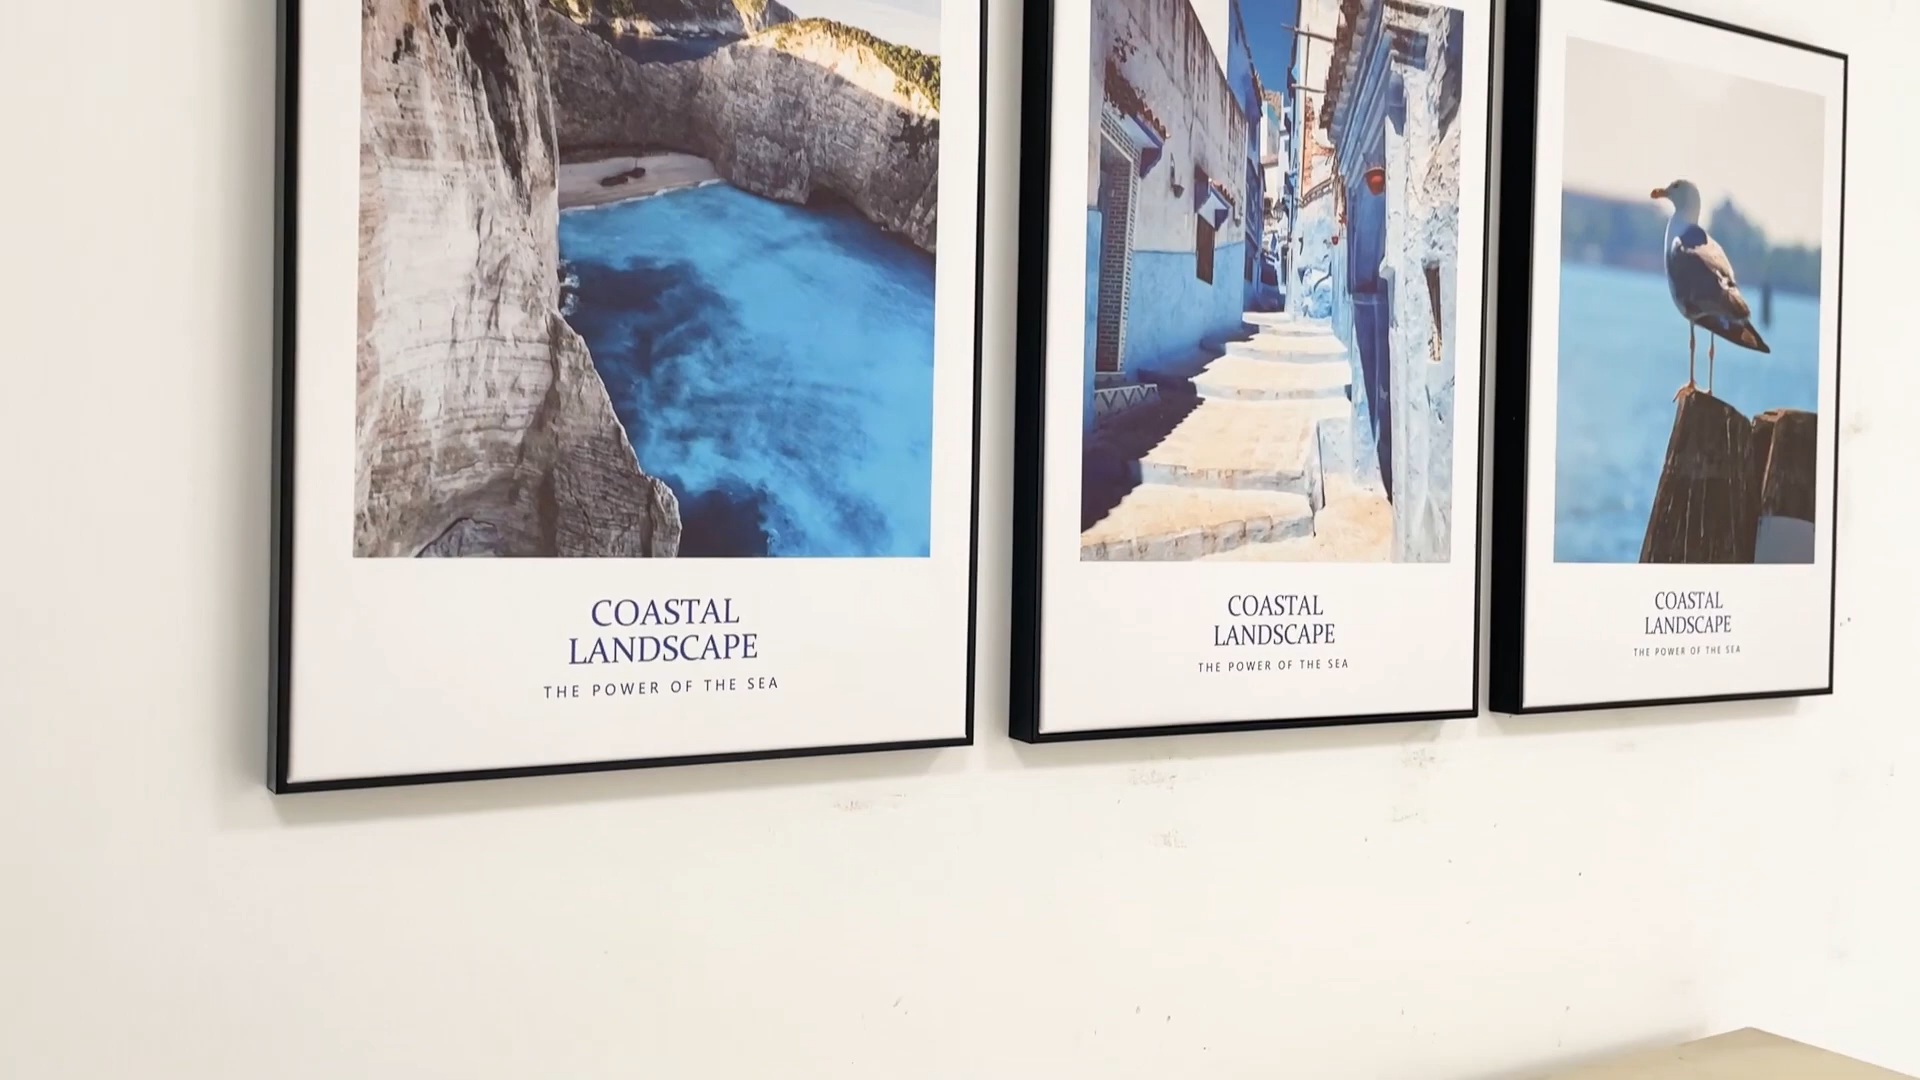 COASTAL
LANDSCAPE
THE POWER OF THE SEA
COASTAL
LANDSCAPE
THE POWER OF THE SEA
COASTAL
LANDSCAPE
THE POWER OF THE SEA